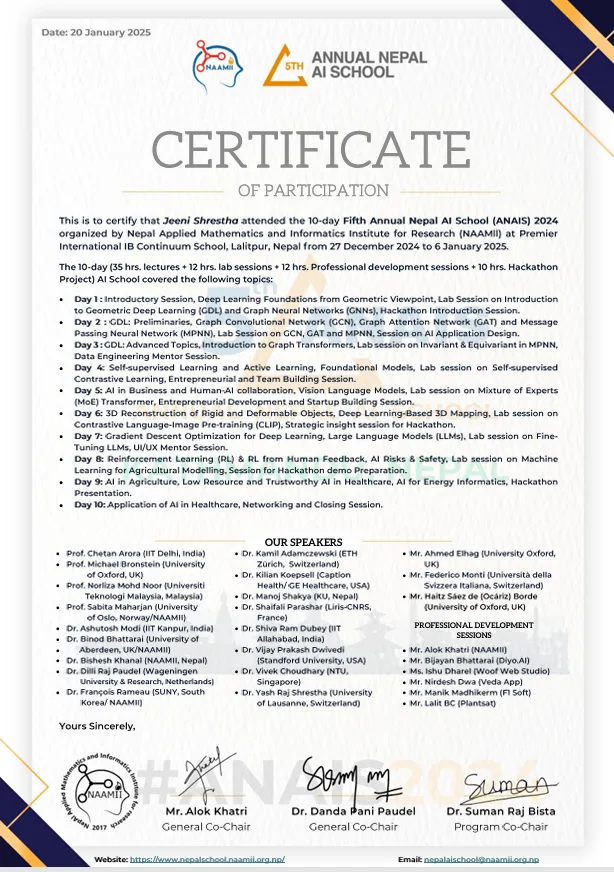 Date: 20 January 2025
NAAMII
5TH
ANNUAL NEPAL
AI SCHOOL
CERTIFICATE
OF PARTICIPATION
This is to certify that Jeeni Shrestha attended the 10-day Fifth Annual Nepal AI School (ANAIS) 2024
organized by Nepal Applied Mathematics and Informatics Institute for Research (NAAMII) at Premier
International IB Continuum School, Lalitpur, Nepal from 27 December 2024 to 6 January 2025.
The 10-day (35 hrs. lectures + 12 hrs. lab sessions + 12 hrs. Professional development sessions + 10 hrs. Hackathon
Project) AI School covered the following topics:
• Day 1 : Introductory Session, Deep Learning Foundations from Geometric Viewpoint, Lab Session on Introduction
to Geometric Deep Learning (GDL) and Graph Neural Networks (GNNs), Hackathon Introduction Session.
• Day 2 : GDL: Preliminaries, Graph Convolutional Network (GCN), Graph Attention Network (GAT) and Message
Passing Neural Network (MPNN), Lab Session on GCN, GAT and MPNN, Session on AI Application Design.
• Day 3 : GDL: Advanced Topics, Introduction to Graph Transformers, Lab session on Invariant & Equivariant in MPNN,
Data Engineering Mentor Session.
• Day 4: Self-supervised Learning and Active Learning, Foundational Models, Lab session on Self-supervised
Contrastive Learning, Entrepreneurial and Team Building Session.
• Day 5: AI in Business and Human-AI collaboration, Vision Language Models, Lab session on Mixture of Experts
(MoE) Transformer, Entrepreneurial Development and Startup Building Session.
• Day 6: 3D Reconstruction of Rigid and Deformable Objects, Deep Learning-Based 3D Mapping, Lab session on
Contrastive Language-Image Pre-training (CLIP), Strategic insight session for Hackathon.
• Day 7: Gradient Descent Optimization for Deep Learning, Large Language Models (LLMs), Lab session on Fine-
Tuning LLMs, UI/UX Mentor Session.
• Day 8: Reinforcement Learning (RL) & RL from Human Feedback, AI Risks & Safety, Lab session on Machine
Learning for Agricultural Modelling, Session for Hackathon demo Preparation.
• Day 9: AI in Agriculture, Low Resource and Trustworthy AI in Healthcare, AI for Energy Informatics, Hackathon
Presentation.
• Day 10: Application of AI in Healthcare, Networking and Closing Session.
OUR SPEAKERS
• Prof. Chetan Arora (IIT Delhi, India)
• Prof. Michael Bronstein (University
of Oxford, UK)
• Prof. Norliza Mohd Noor (Universiti
Teknologi Malaysia, Malaysia)
• Prof. Sabita Maharjan (University
of Oslo, Norway/NAAMII)
• Dr. Ashutosh Modi (IIT Kanpur, India)
• Dr. Binod Bhattarai (University of
• Aberdeen, UK/NAAMII)
• Dr. Bishesh Khanal (NAAMII, Nepal)
• Dr. Dilli Raj Paudel (Wageningen
University & Research, Netherlands)
• Dr. François Rameau (SUNY, South
Korea/ NAAMII)
• Dr. Kamil Adamczewski (ETH
Zürich, Switzerland)
• Dr. Kilian Koepsell (Caption
Health/ GE Healthcare, USA)
• Dr. Manoj Shakya (KU, Nepal)
• Dr. Shaifali Parashar (Liris-CNRS,
France)
• Dr. Shiva Ram Dubey (IIT
Allahabad, India)
• Dr. Vijay Prakash Dwivedi
(Standford University, USA)
• Dr. Vivek Choudhary (NTU,
Singapore)
• Dr. Yash Raj Shrestha (University
of Lausanne, Switzerland)
• Mr. Ahmed Elhag (University Oxford,
UK)
• Mr. Federico Monti (Università della
Svizzera Italiana, Switzerland)
• Mr. Haitz Sáez de (Ocáriz) Borde
(University of Oxford, UK)
PROFESSIONAL DEVELOPMENT
SESSIONS
• Mr. Alok Khatri (NAAMII)
• Mr. Bijayan Bhattarai (Diyo.AI)
• Ms. Ishu Dharel (Woof Web Studio)
• Mr. Nirdesh Dwa (Veda App)
• Mr. Manik Madhikerm (F1 Soft)
• Mr. Lalit BC (Plantsat)
Yours Sincerely,
Nepal Applied Mathematics and Informatics Institute for research
NAAMII
2017
#ANAIS2024
Suman
Mr. Alok Khatri
General Co-Chair
Dr. Danda Pani Paudel
General Co-Chair
Dr. Suman Raj Bista
Program Co-Chair
Website: https://www.nepalschool.naamii.org.np/
Email: nepalaischool@naamii.org.np